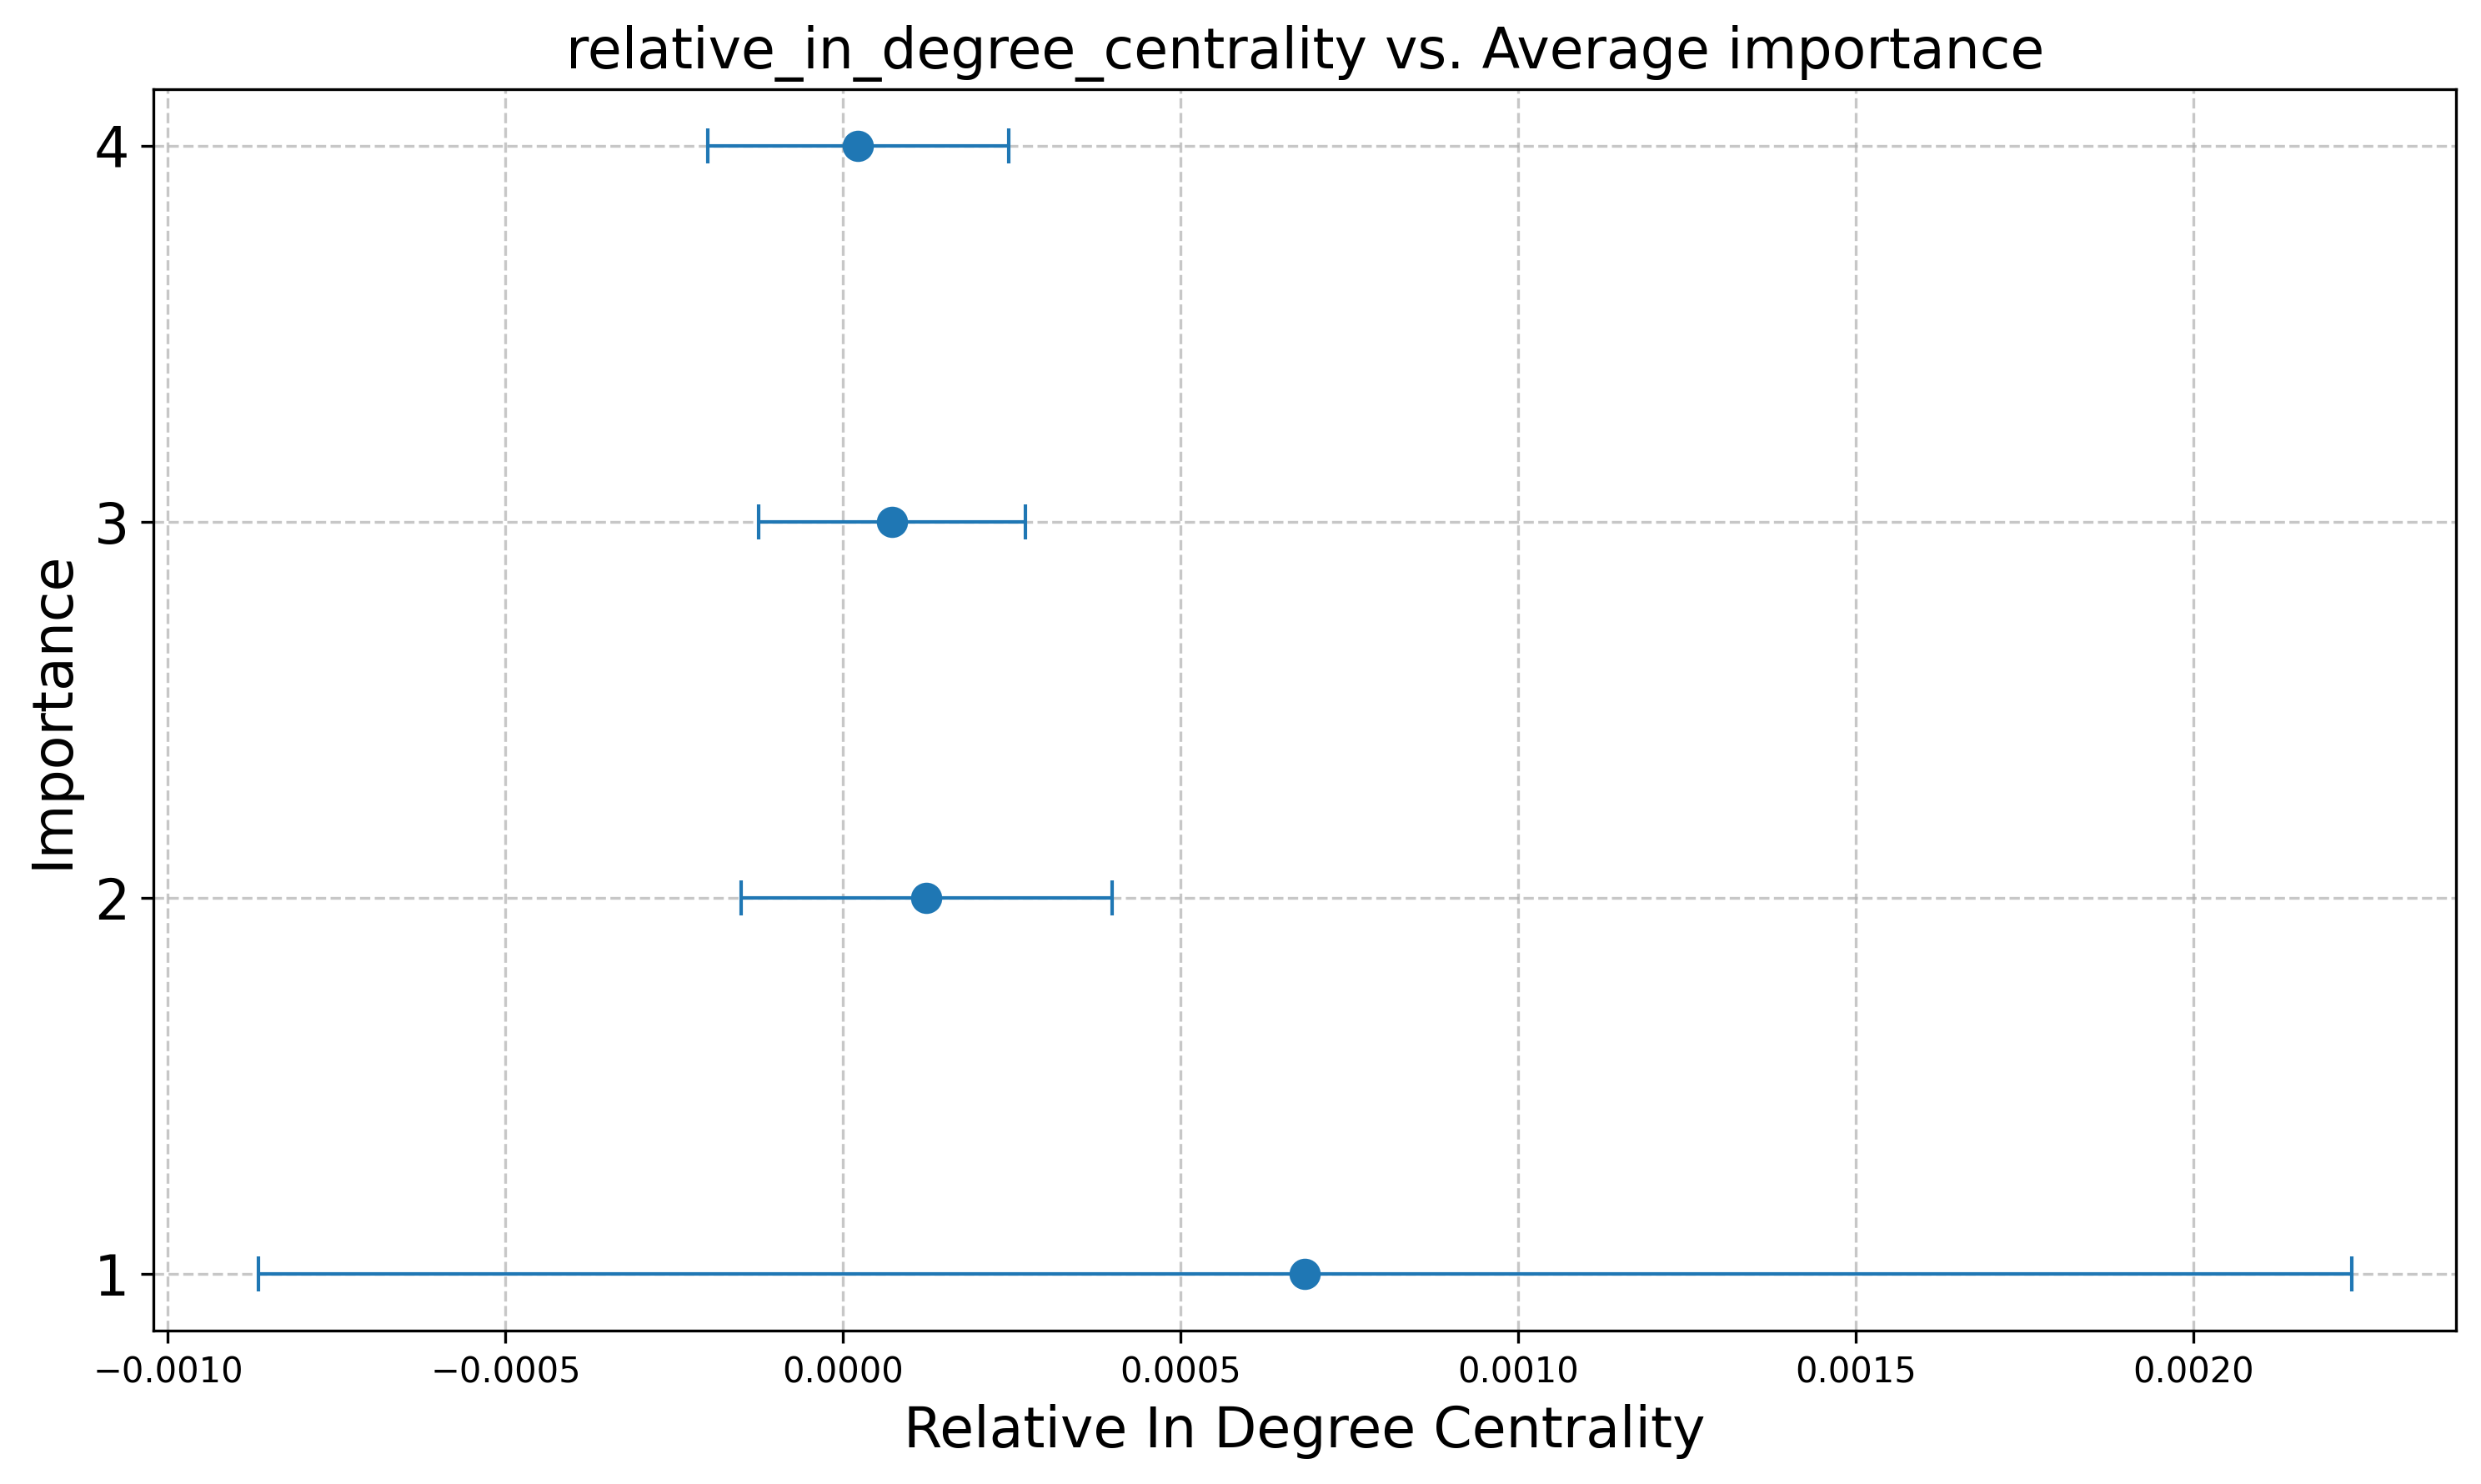 relative_in_degree_centrality vs. Average importance
4
3
2
1
Importance
−0.0010 −0.0005 0.0000 0.0005 0.0010 0.0015 0.0020
Relative In Degree Centrality